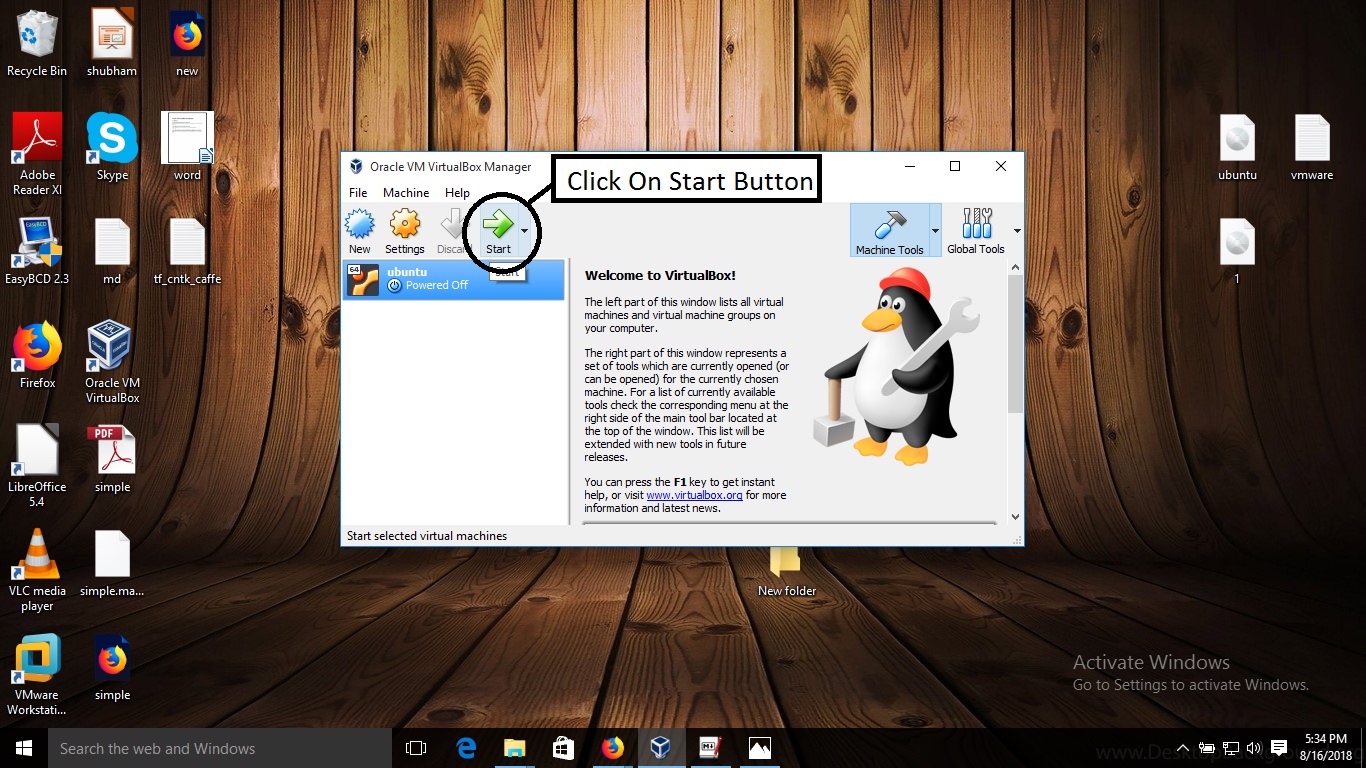 Recycle Bin
shubham
new
Adobe
Reader XI
Skype
word
EasyBCD 2.3
md
tf_cntk_caffe
Firefox
Oracle VM
VirtualBox
LibreOffice
5.4
PDF
simple
VLC media
player
simple.ma...
VMware
Workstati...
simple
ubuntu
vmware
1
Oracle VM VirtualBox Manager
Click On Start Button
File Machine Help
New
Settings
Start
Machine Tools
Global Tools
Start
64
ubuntu
Powered Off
Welcome to VirtualBox!
The left part of this window lists all virtual
machines and virtual machine groups on
your computer.
The right part of this window represents a
set of tools which are currently opened (or
can be opened) for the currently chosen
machine. For a list of currently available
tools check the corresponding menu at the
right side of the main tool bar located at
the top of the window. This list will be
extended with new tools in future
releases.
You can press the F1 key to get instant
help, or visit www.virtualbox.org for more
information and latest news.
Start selected virtual machines
New folder
Activate Windows
Go to Settings to activate Windows.
Search the web and Windows
5:34 PM
8/16/2018